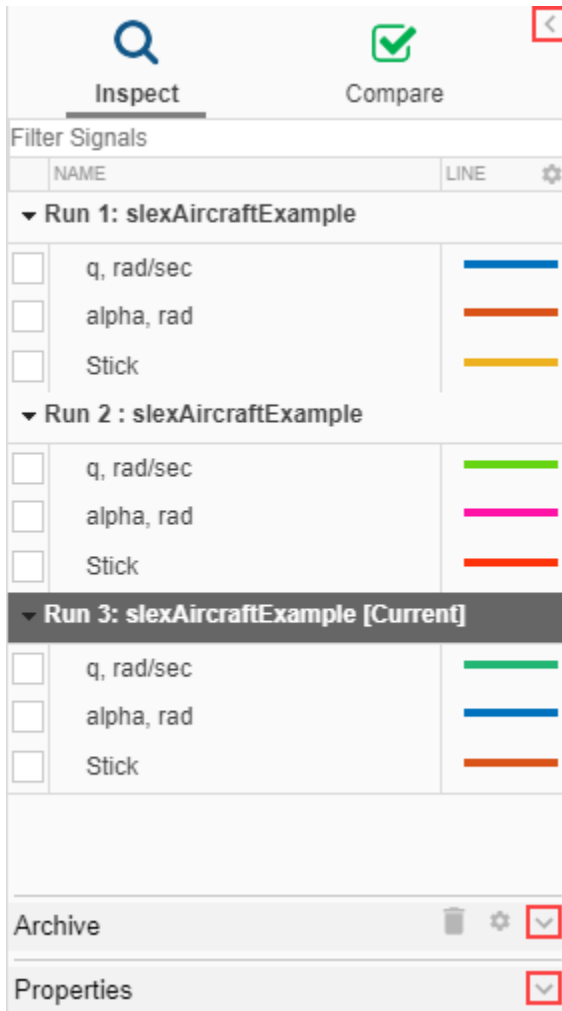 Inspect Compare
Filter Signals
NAME LINE
Run 1: slexAircraftExample
q, rad/sec
alpha, rad
Stick
Run 2 : slexAircraftExample
q, rad/sec
alpha, rad
Stick
Run 3: slexAircraftExample [Current]
q, rad/sec
alpha, rad
Stick
Archive
Properties